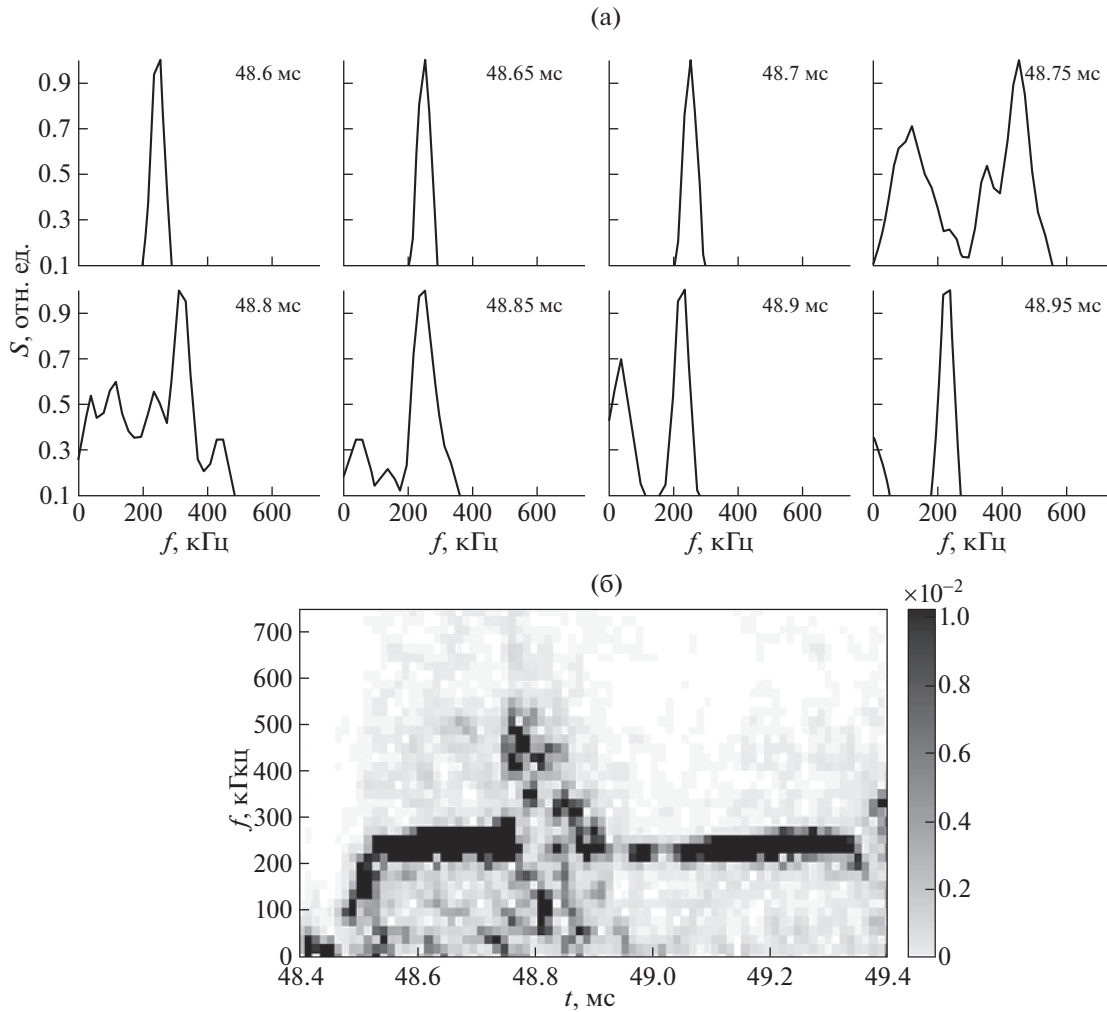 (а)
48.6 мс
48.65 мс
48.7 мс
48.75 мс
0.9
0.7
0.5
0.3
0.1
S, отн. ед.
48.8 мс
48.85 мс
48.9 мс
48.95 мс
0.9
0.7
0.5
0.3
0.1
0 200 400 600
0 200 400 600
0 200 400 600
0 200 400 600
f, кГц
f, кГц
f, кГц
f, кГц
(б)
×10⁻²
700
600
500
400
300
200
100
0
f, кГкц
1.0
0.8
0.6
0.4
0.2
0
48.4 48.6 48.8 49.0 49.2 49.4
t, мс